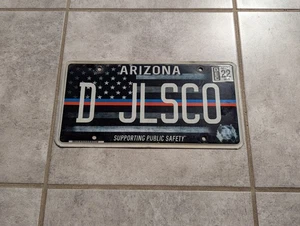 ARIZONA
22
D JLSCO
SUPPORTING PUBLIC SAFETY